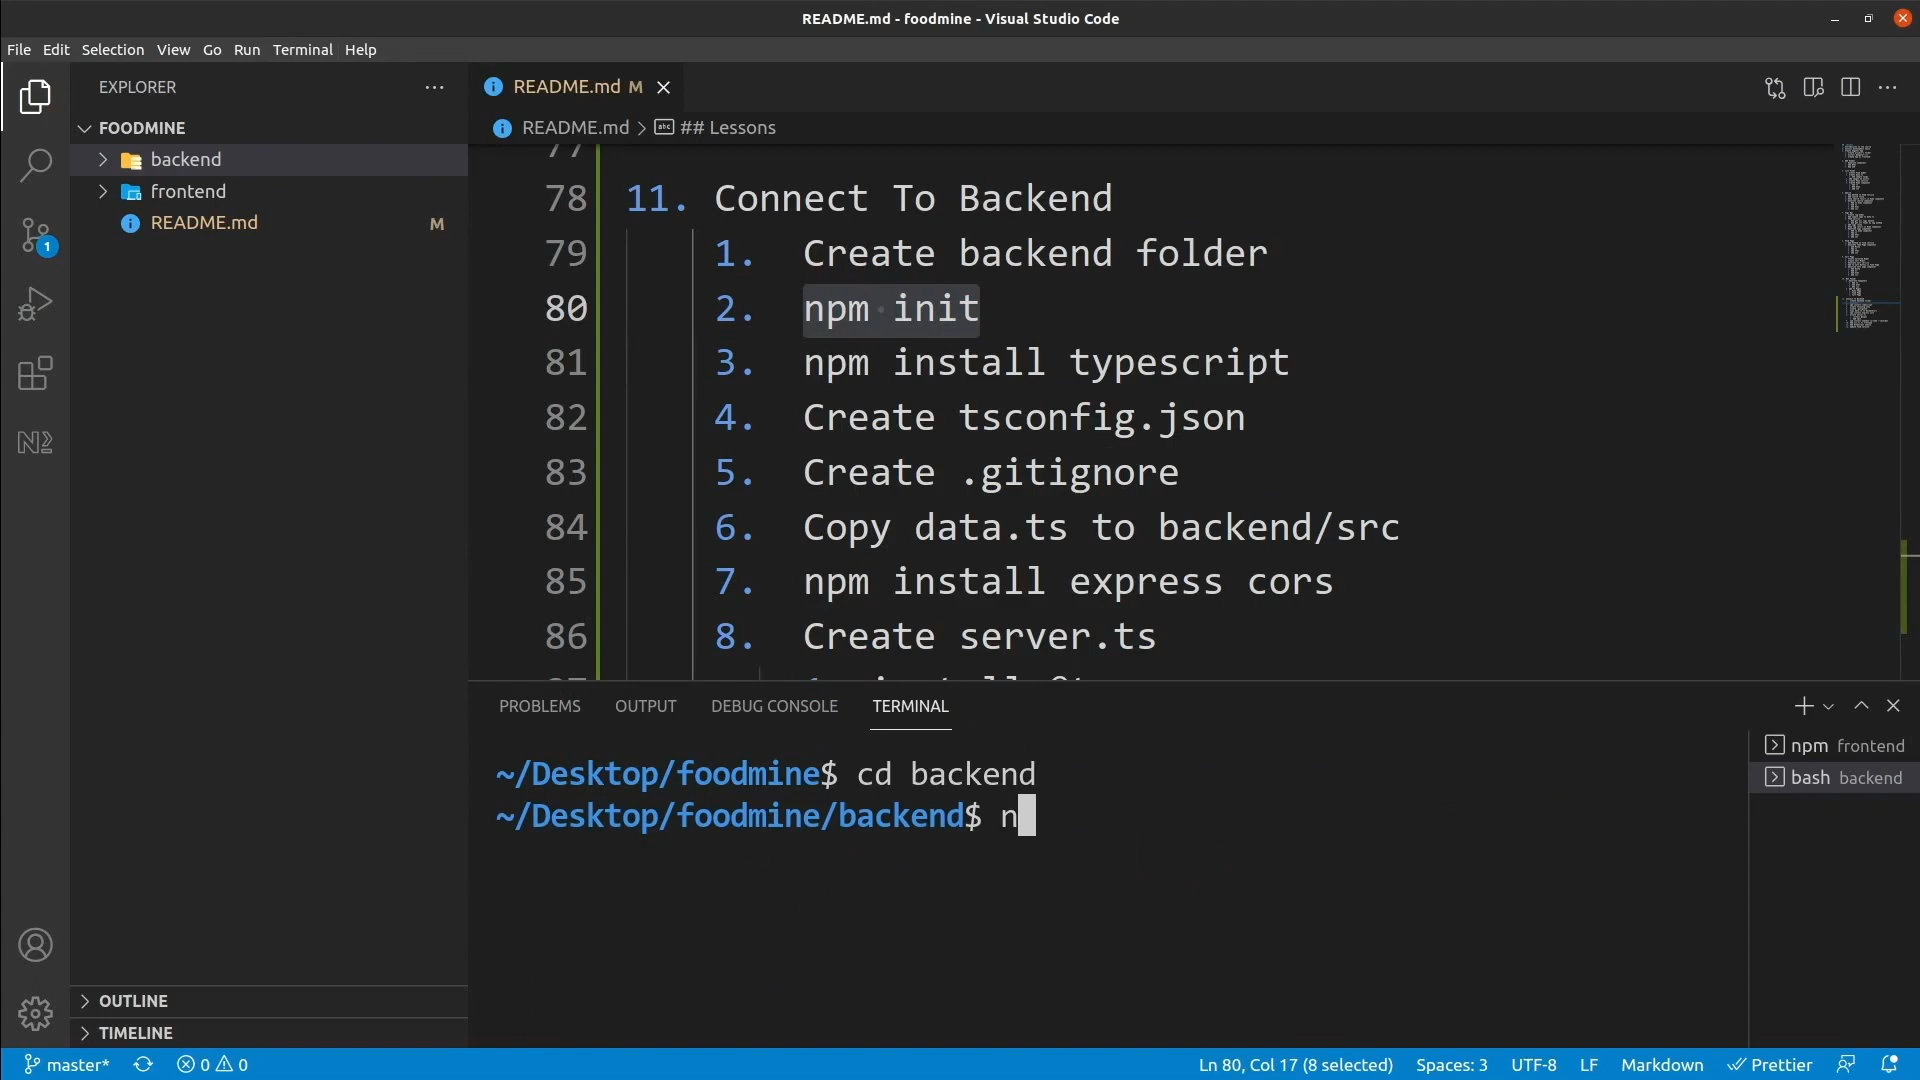 README.md - foodmine - Visual Studio Code
File Edit Selection View Go Run Terminal Help
EXPLORER
FOODMINE
backend
frontend
README.md M
1
README.md M
README.md > ## Lessons
77
78 11. Connect To Backend
79 1. Create backend folder
80 2. npm init
81 3. npm install typescript
82 4. Create tsconfig.json
83 5. Create .gitignore
84 6. Copy data.ts to backend/src
85 7. npm install express cors
86 8. Create server.ts
PROBLEMS OUTPUT DEBUG CONSOLE TERMINAL
~/Desktop/foodmine$ cd backend
~/Desktop/foodmine/backend$ n
npm frontend
bash backend
OUTLINE
TIMELINE
master* 0 0 Ln 80, Col 17 (8 selected) Spaces: 3 UTF-8 LF Markdown Prettier